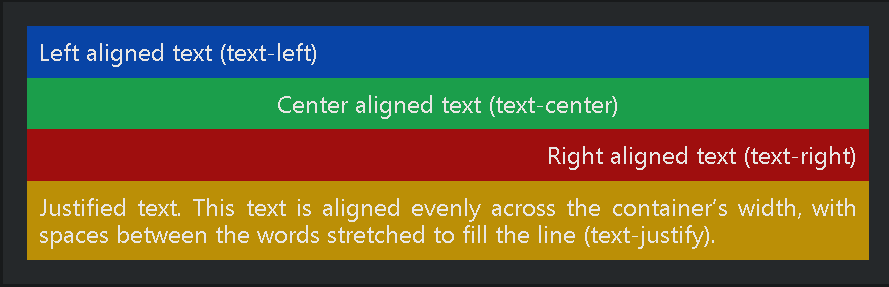 Left aligned text (text-left)
Center aligned text (text-center)
Right aligned text (text-right)
Justified text. This text is aligned evenly across the container’s width, with
spaces between the words stretched to fill the line (text-justify).